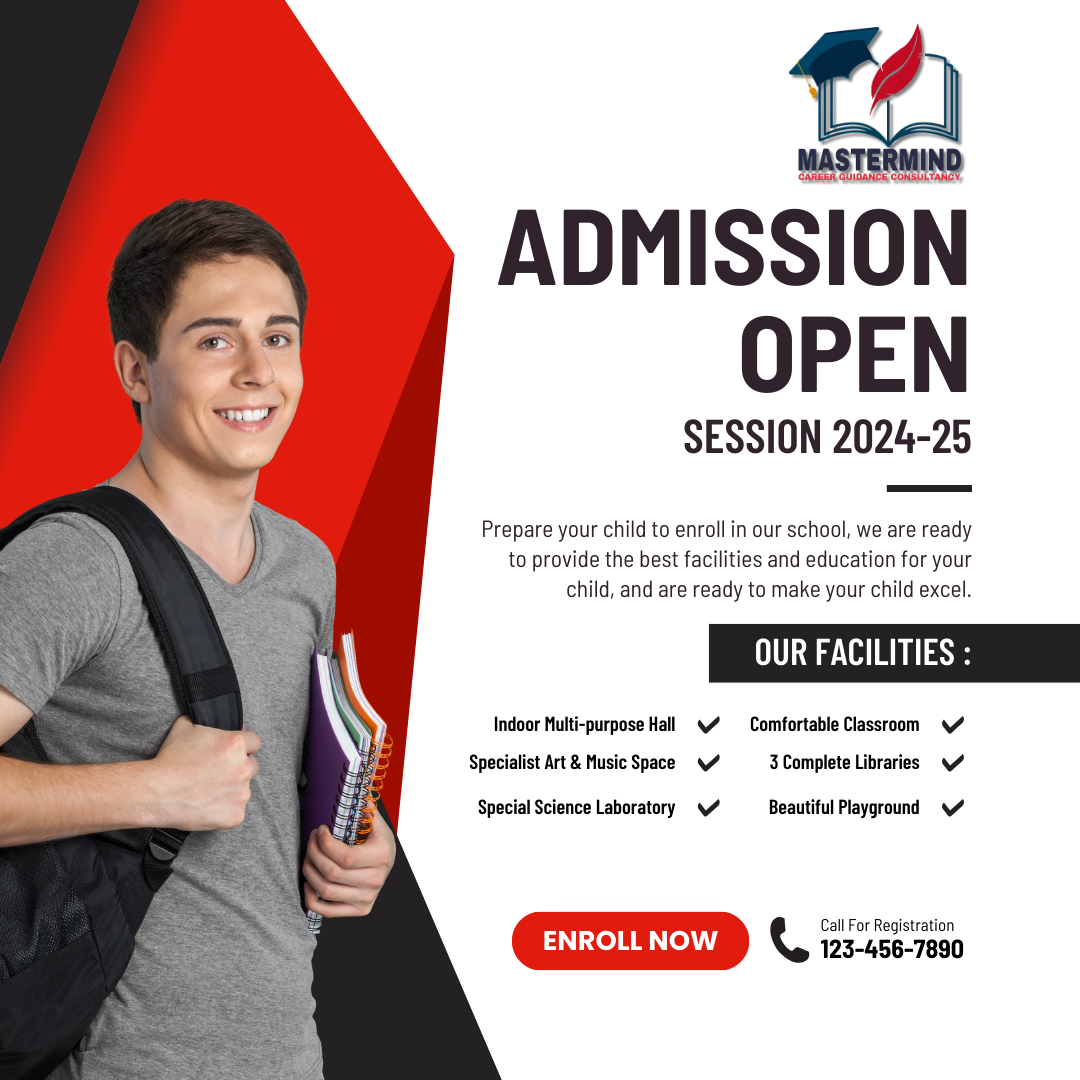 MASTERMIND
CAREER GUIDANCE CONSULTANCY
ADMISSION
OPEN
SESSION 2024-25
Prepare your child to enroll in our school, we are ready
to provide the best facilities and education for your
child, and are ready to make your child excel.
OUR FACILITIES :
Indoor Multi-purpose Hall
Comfortable Classroom
Specialist Art & Music Space
3 Complete Libraries
Special Science Laboratory
Beautiful Playground
ENROLL NOW
Call For Registration
123-456-7890